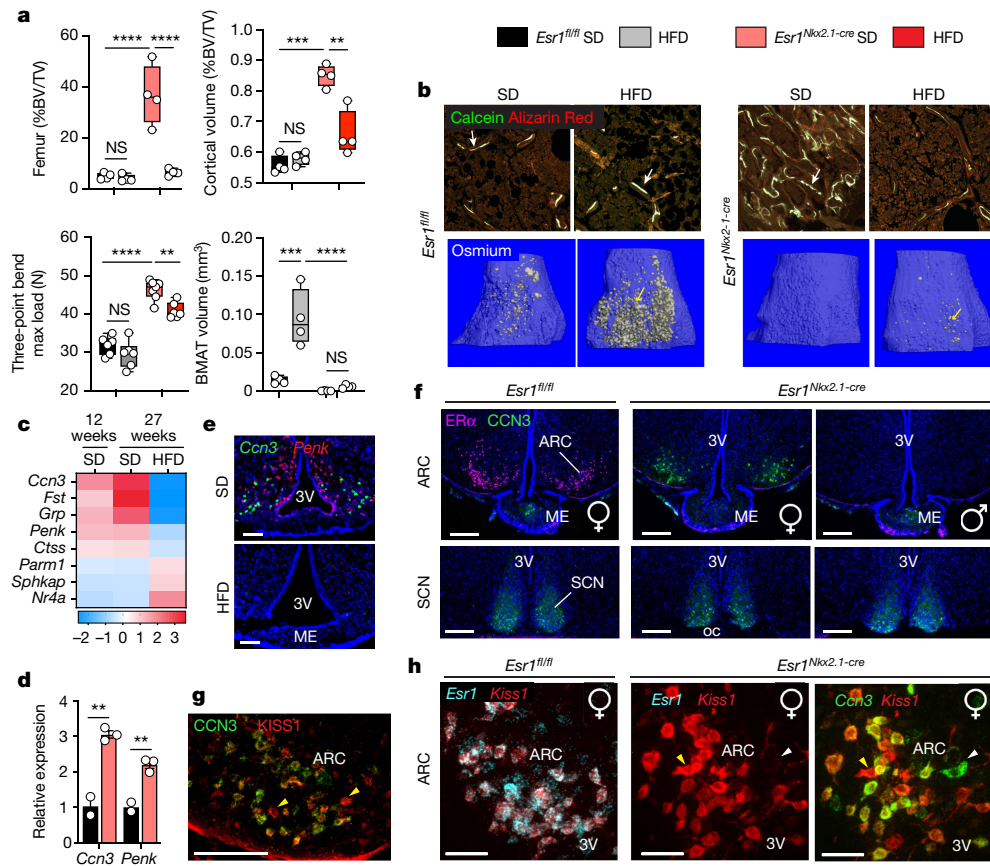 a
Esr1fl/fl SD
HFD
Esr1Nkx2.1-cre SD
HFD
Femur (%BV/TV)
60
40
20
0
****
****
NS
Cortical volume (%BV/TV)
1.0
0.9
0.8
0.7
0.6
0.5
***
**
NS
Three-point bend
max load (N)
60
50
40
30
20
****
**
NS
BMAT volume (mm3)
0.15
0.10
0.05
0
***
****
NS
b
SD
HFD
SD
HFD
Calcein Alizarin Red
Esr1fl/fl
Esr1Nkx2-1-cre
Osmium
c
12
weeks
27
weeks
SD
SD
HFD
Ccn3
Fst
Grp
Penk
Ctss
Parm1
Sphkap
Nr4a
–2
–1
0
1
2
3
d
Relative expression
4
3
2
1
0
**
**
Ccn3
Penk
e
SD
Ccn3
Penk
3V
HFD
3V
ME
f
Esr1fl/fl
Esr1Nkx2.1-cre
ARC
ERα CCN3
ARC
ME
♀
3V
ME
♀
ME
♂
SCN
3V
SCN
3V
oc
3V
g
CCN3
KISS1
ARC
h
Esr1fl/fl
Esr1Nkx2.1-cre
ARC
Esr1 Kiss1
♀
ARC
3V
Esr1 Kiss1
♀
ARC
3V
Ccn3 Kiss1
♀
ARC
3V